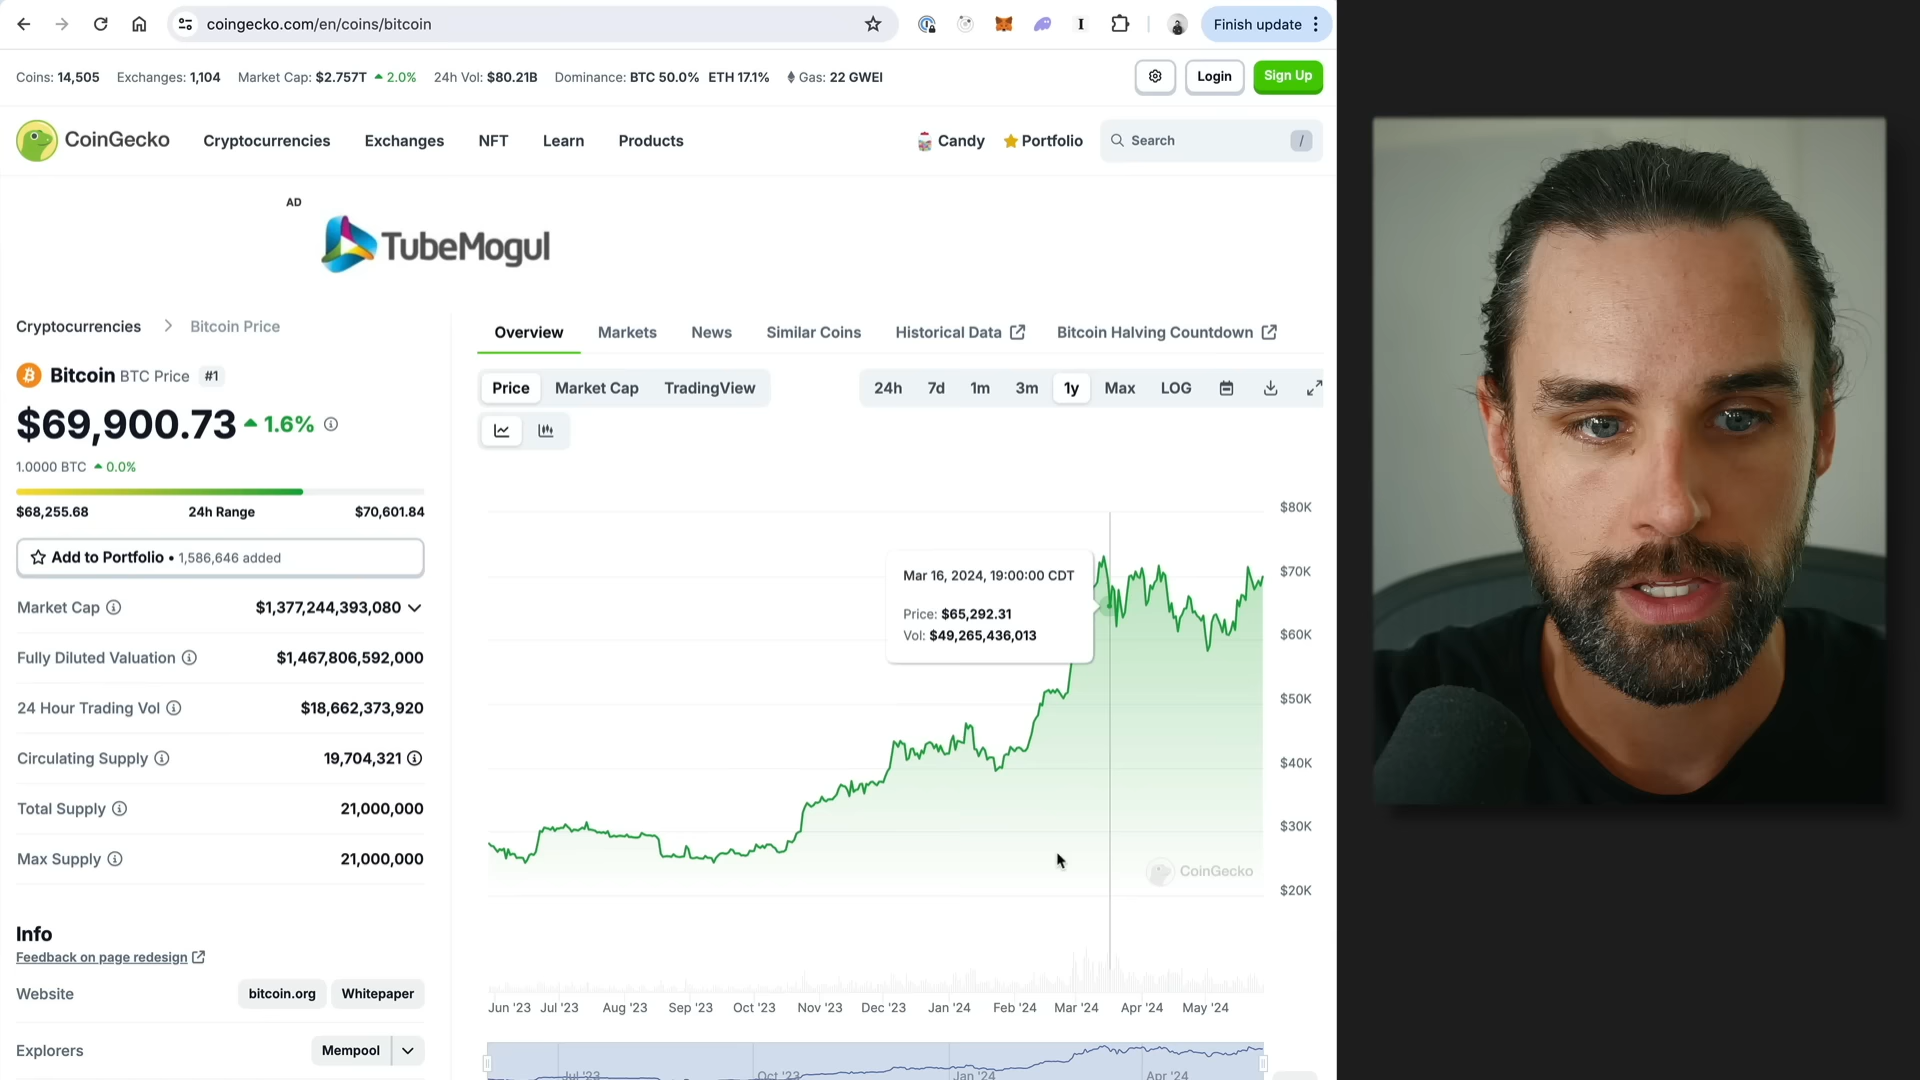 coingecko.com/en/coins/bitcoin
Finish update
Coins: 14,505 Exchanges: 1,104 Market Cap: $2.757T 2.0% 24h Vol: $80.21B Dominance: BTC 50.0% ETH 17.1% Gas: 22 GWEI
Login
Sign Up
CoinGecko
Cryptocurrencies Exchanges NFT Learn Products
Candy Portfolio
Search /
AD
TubeMogul
Cryptocurrencies > Bitcoin Price
Bitcoin BTC Price #1
$69,900.73 1.6%
1.0000 BTC 0.0%
$68,255.68 24h Range $70,601.84
Add to Portfolio • 1,586,646 added
Market Cap $1,377,244,393,080
Fully Diluted Valuation $1,467,806,592,000
24 Hour Trading Vol $18,662,373,920
Circulating Supply 19,704,321
Total Supply 21,000,000
Max Supply 21,000,000
Info
Feedback on page redesign
Website bitcoin.org Whitepaper
Explorers Mempool
Overview Markets News Similar Coins Historical Data Bitcoin Halving Countdown
Price Market Cap TradingView
24h 7d 1m 3m 1y Max LOG
$80K
$70K
$60K
$50K
$40K
$30K
$20K
Mar 16, 2024, 19:00:00 CDT
Price: $65,292.31
Vol: $49,265,436,013
CoinGecko
Jun '23 Jul '23 Aug '23 Sep '23 Oct '23 Nov '23 Dec '23 Jan '24 Feb '24 Mar '24 Apr '24 May '24
Jul '23 Oct '23 Jan '24 Apr '24